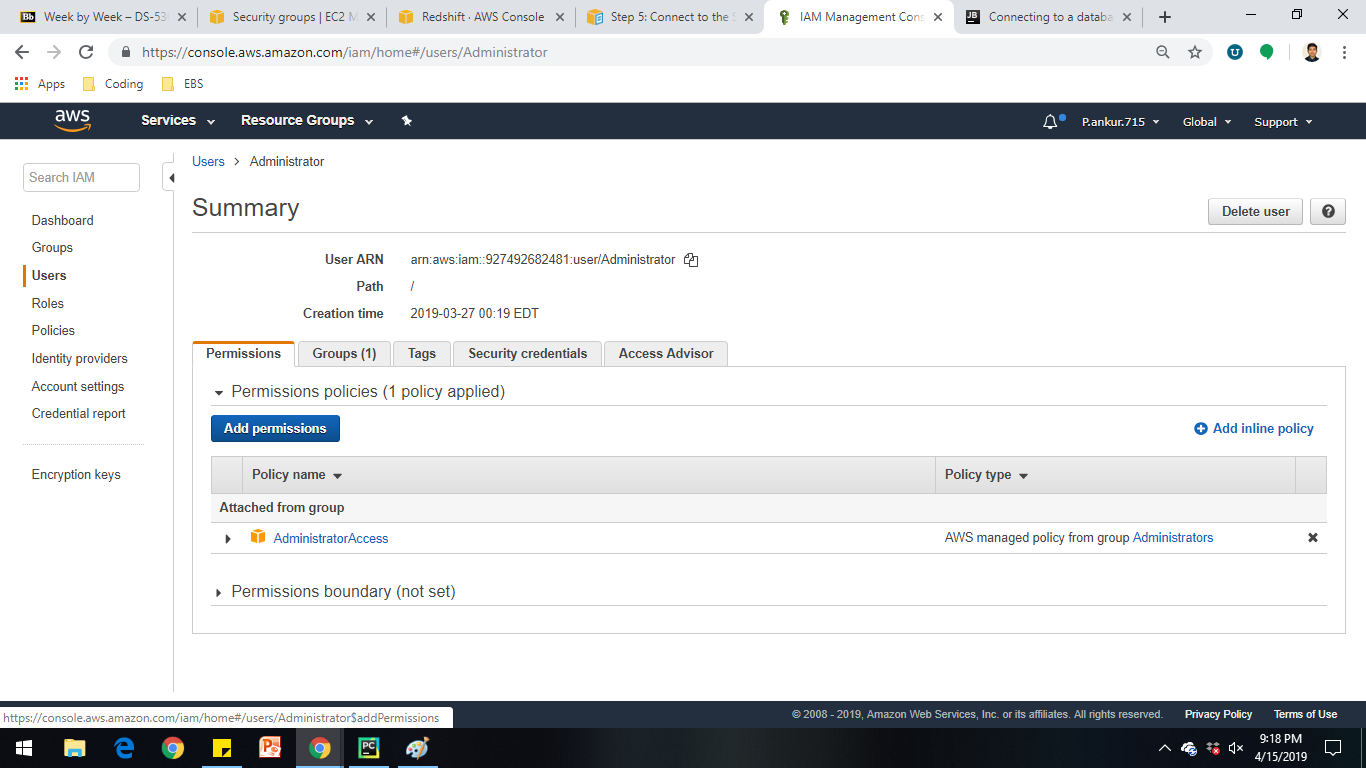 Bb Week by Week – DS-53
Security groups | EC2 M
Redshift · AWS Console
Step 5: Connect to the S
IAM Management Cons
JB Connecting to a databa
https://console.aws.amazon.com/iam/home#/users/Administrator
Apps Coding EBS
aws Services Resource Groups P.ankur.715 Global Support
Search IAM
Dashboard
Groups
Users
Roles
Policies
Identity providers
Account settings
Credential report
Encryption keys
Users > Administrator
Summary
Delete user ?
User ARN arn:aws:iam::927492682481:user/Administrator
Path /
Creation time 2019-03-27 00:19 EDT
Permissions Groups (1) Tags Security credentials Access Advisor
Permissions policies (1 policy applied)
Add permissions Add inline policy
Policy name Policy type
Attached from group
AdministratorAccess AWS managed policy from group Administrators
Permissions boundary (not set)
https://console.aws.amazon.com/iam/home#/users/Administrator$addPermissions
© 2008 - 2019, Amazon Web Services, Inc. or its affiliates. All rights reserved. Privacy Policy Terms of Use
PC
9:18 PM
4/15/2019